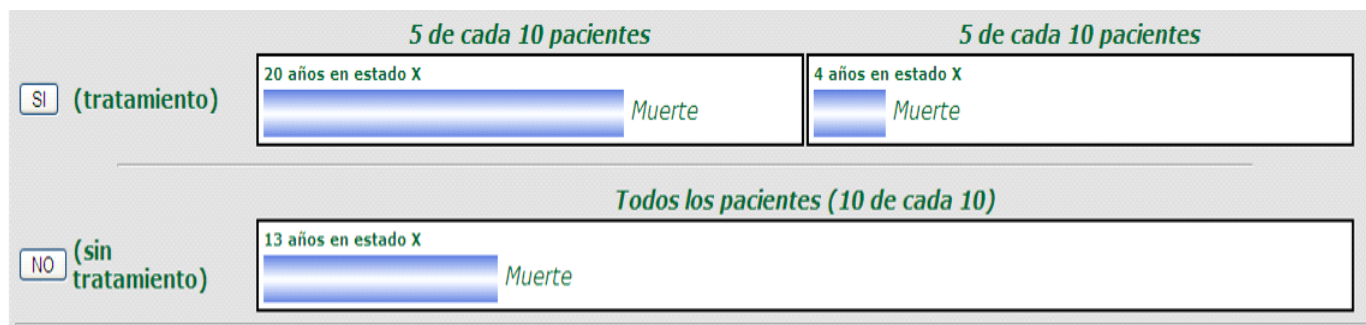 5 de cada 10 pacientes
5 de cada 10 pacientes
SI (tratamiento)
20 años en estado X
Muerte
4 años en estado X
Muerte
Todos los pacientes (10 de cada 10)
NO (sin
tratamiento)
13 años en estado X
Muerte